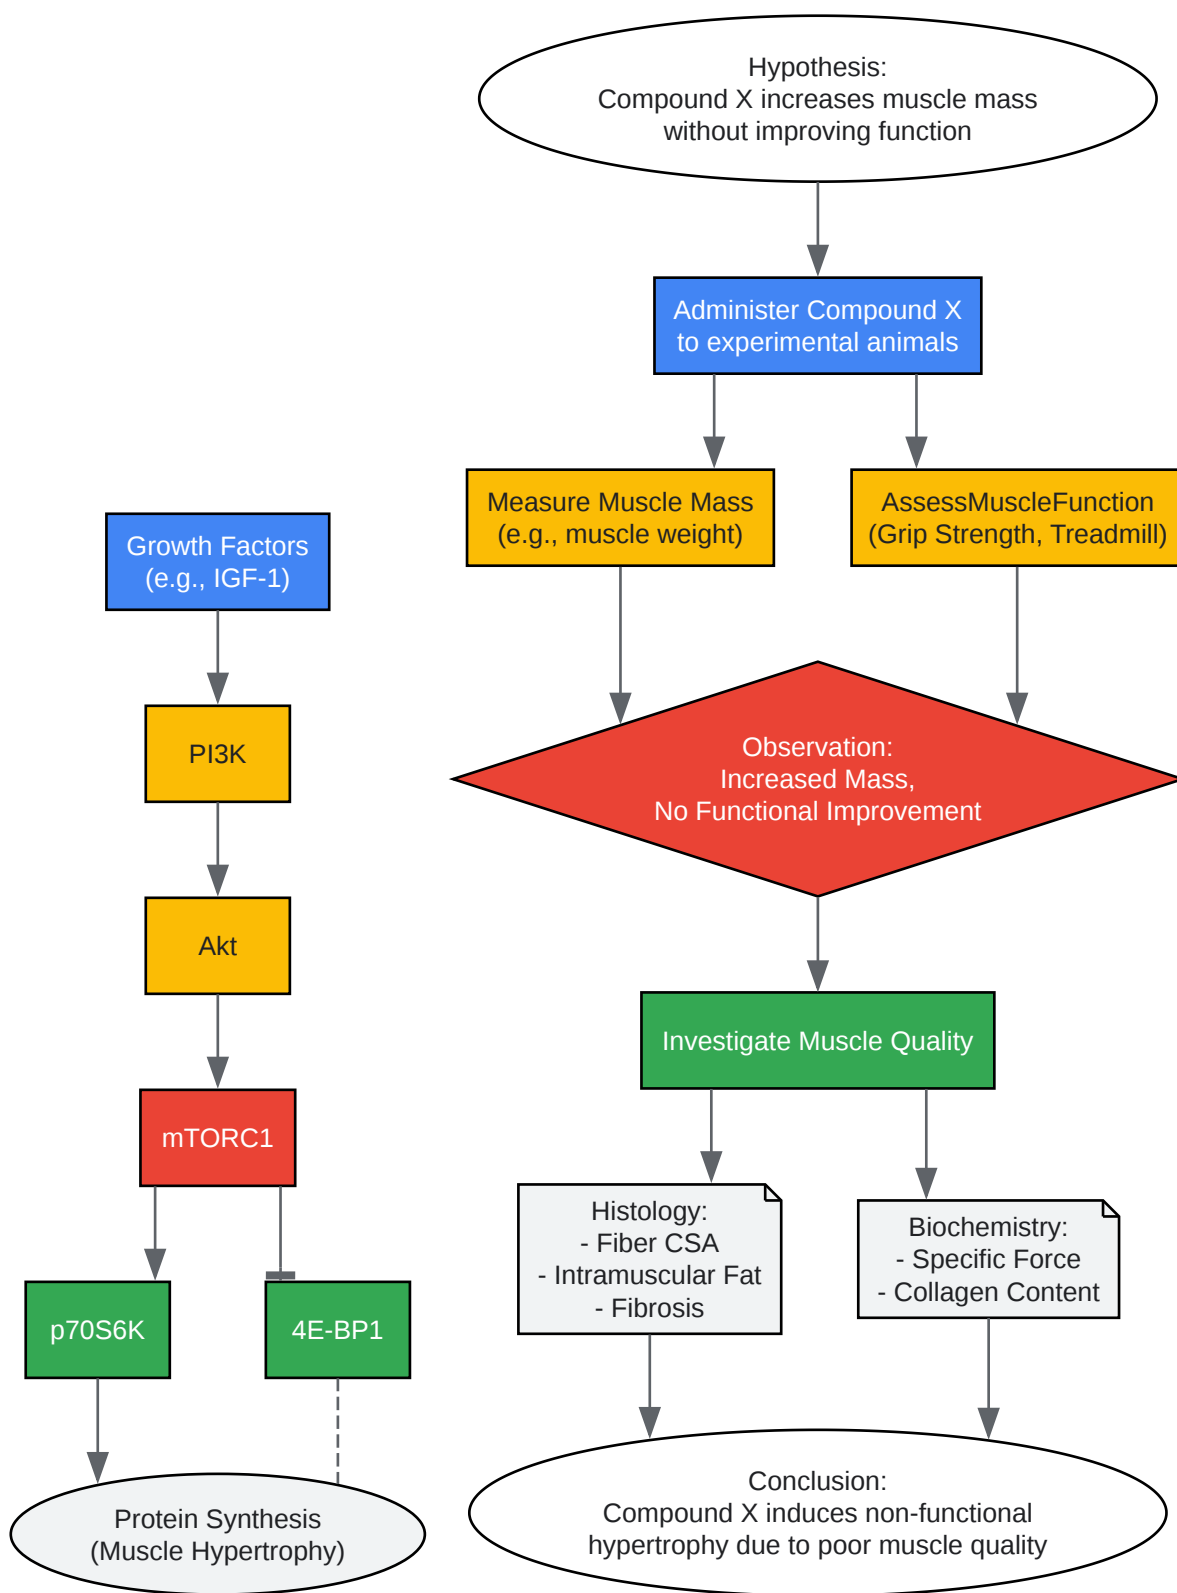 Hypothesis:
Compound X increases muscle mass
without improving function
Administer Compound X
to experimental animals
Measure Muscle Mass
(e.g., muscle weight)
AssessMuscleFunction
(Grip Strength, Treadmill)
Observation:
Increased Mass,
No Functional Improvement
Investigate Muscle Quality
Histology:
- Fiber CSA
- Intramuscular Fat
- Fibrosis
Biochemistry:
- Specific Force
- Collagen Content
Conclusion:
Compound X induces non-functional
hypertrophy due to poor muscle quality
Growth Factors
(e.g., IGF-1)
PI3K
Akt
mTORC1
p70S6K
4E-BP1
Protein Synthesis
(Muscle Hypertrophy)